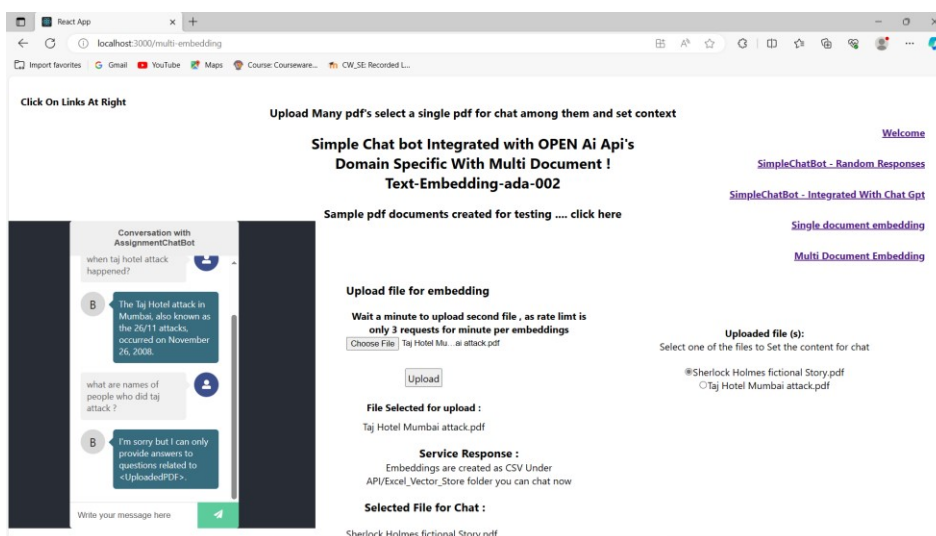 React App
localhost:3000/multi-embedding
Import favorites
Gmail
YouTube
Maps
Course: Courseware...
CW_SE: Recorded L...
Click On Links At Right
Upload Many pdf's select a single pdf for chat among them and set context
Simple Chat bot Integrated with OPEN Ai Api's
Domain Specific With Multi Document !
Text-Embedding-ada-002
Sample pdf documents created for testing .... click here
Welcome
SimpleChatBot - Random Responses
SimpleChatBot - Integrated With Chat Gpt
Single document embedding
Multi Document Embedding
Conversation with
AssignmentChatBot
when taj hotel attack
happened?
B
The Taj Hotel attack in
Mumbai, also known as
the 26/11 attacks,
occurred on November
26, 2008.
what are names of
people who did taj
attack ?
B
I'm sorry but I can only
provide answers to
questions related to
<UploadedPDF>.
Write your message here
Upload file for embedding
Wait a minute to upload second file , as rate limt is
only 3 requests for minute per embeddings
Choose File Taj Hotel Mu...ai attack.pdf
Upload
File Selected for upload :
Taj Hotel Mumbai attack.pdf
Service Response :
Embeddings are created as CSV Under
API/Excel_Vector_Store folder you can chat now
Selected File for Chat :
Sherlock Holmes fictional Story.pdf
Uploaded file (s):
Select one of the files to Set the content for chat
Sherlock Holmes fictional Story.pdf
Taj Hotel Mumbai attack.pdf